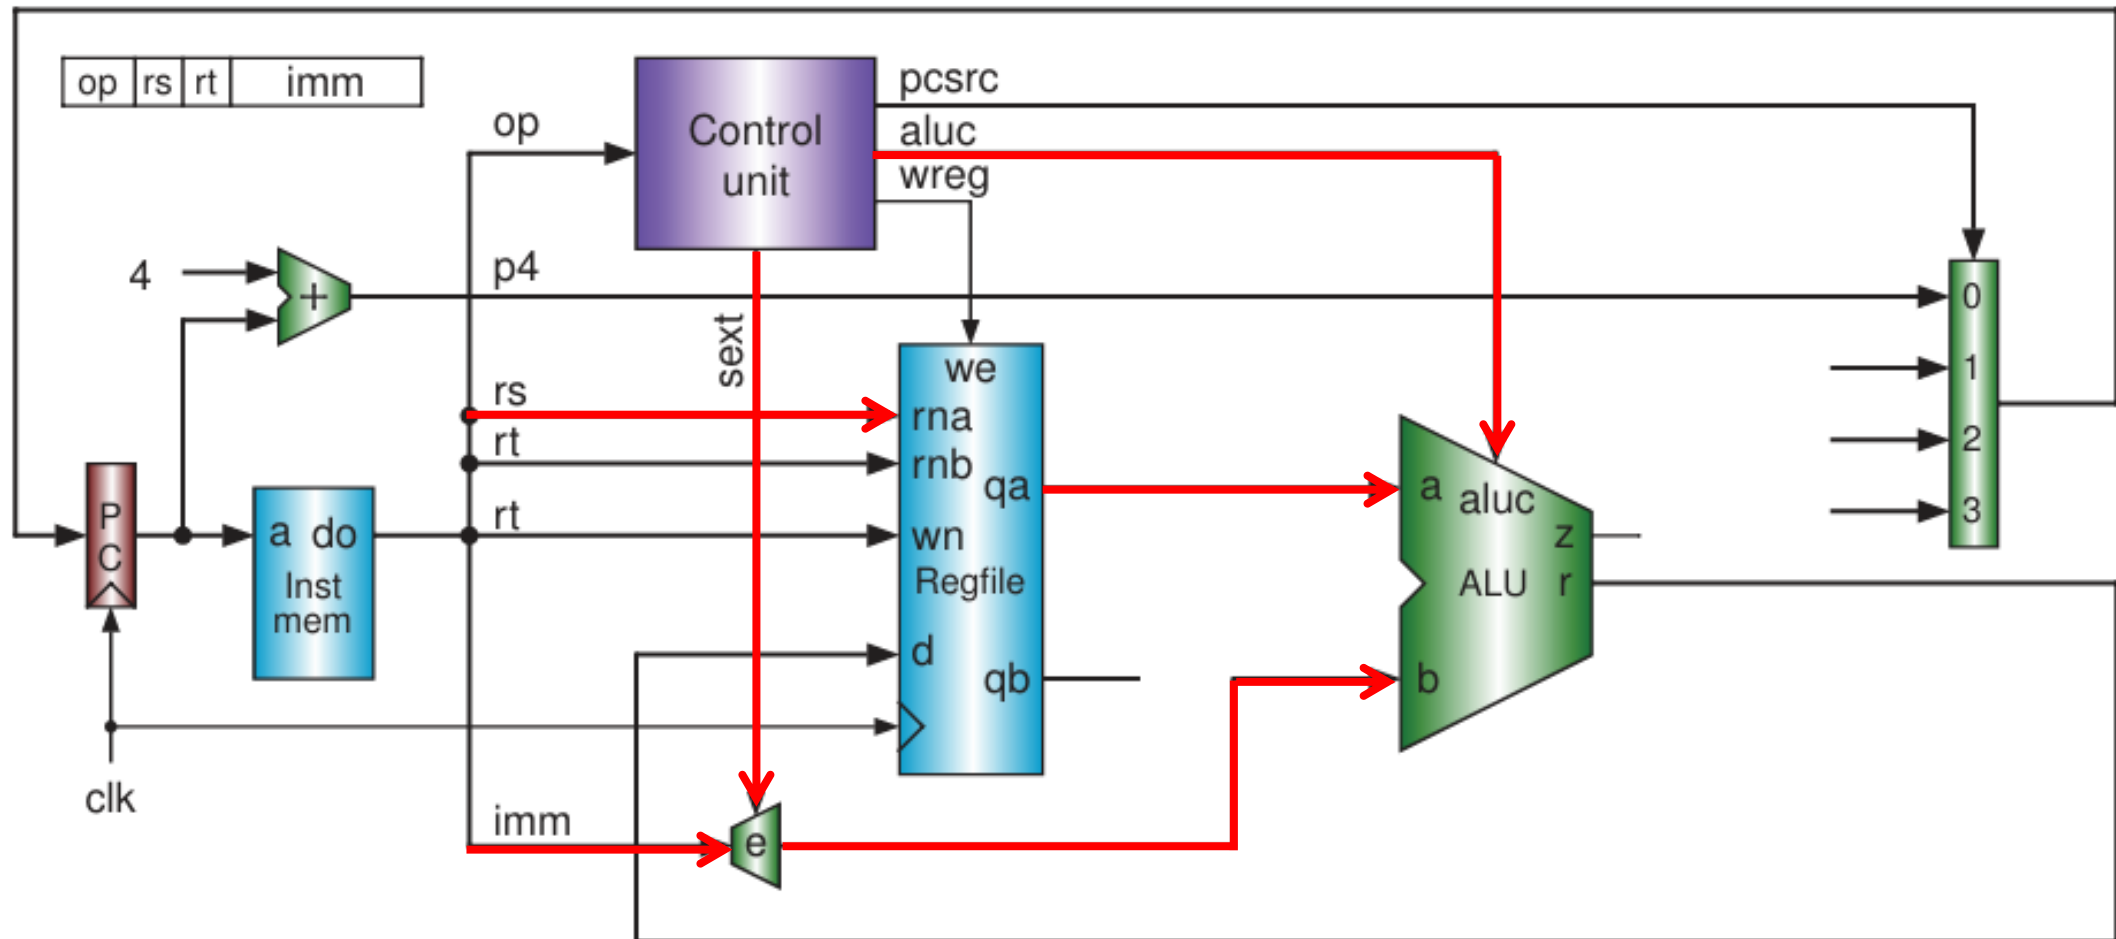 op rs rt imm
Control
unit
pcsrc
aluc
wreg
op
4
+
p4
sext
rs
rt
rt
imm
P
C
a do
Inst
mem
clk
we
rna
rnb
qa
wn
Regfile
d
qb
e
a aluc
z
ALU r
b
0
1
2
3